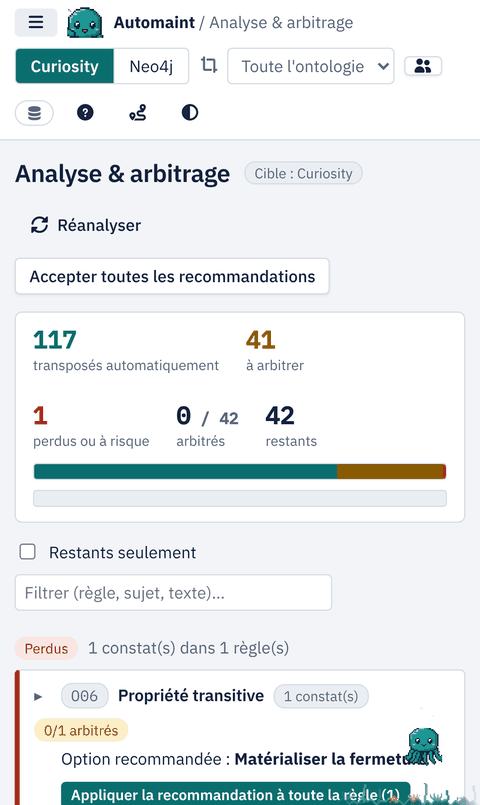 Automaint / Analyse & arbitrage
Curiosity Neo4j Toute l'ontologie
Analyse & arbitrage Cible : Curiosity
Réanalyser
Accepter toutes les recommandations
117 41
transposés automatiquement à arbitrer
1 0 / 42 42
perdus ou à risque arbitrés restants
Restants seulement
Filtrer (règle, sujet, texte)...
Perdus 1 constat(s) dans 1 règle(s)
006 Propriété transitive 1 constat(s)
0/1 arbitrés
Option recommandée : Matérialiser la
Appliquer la recommandation à toute la règle (1)